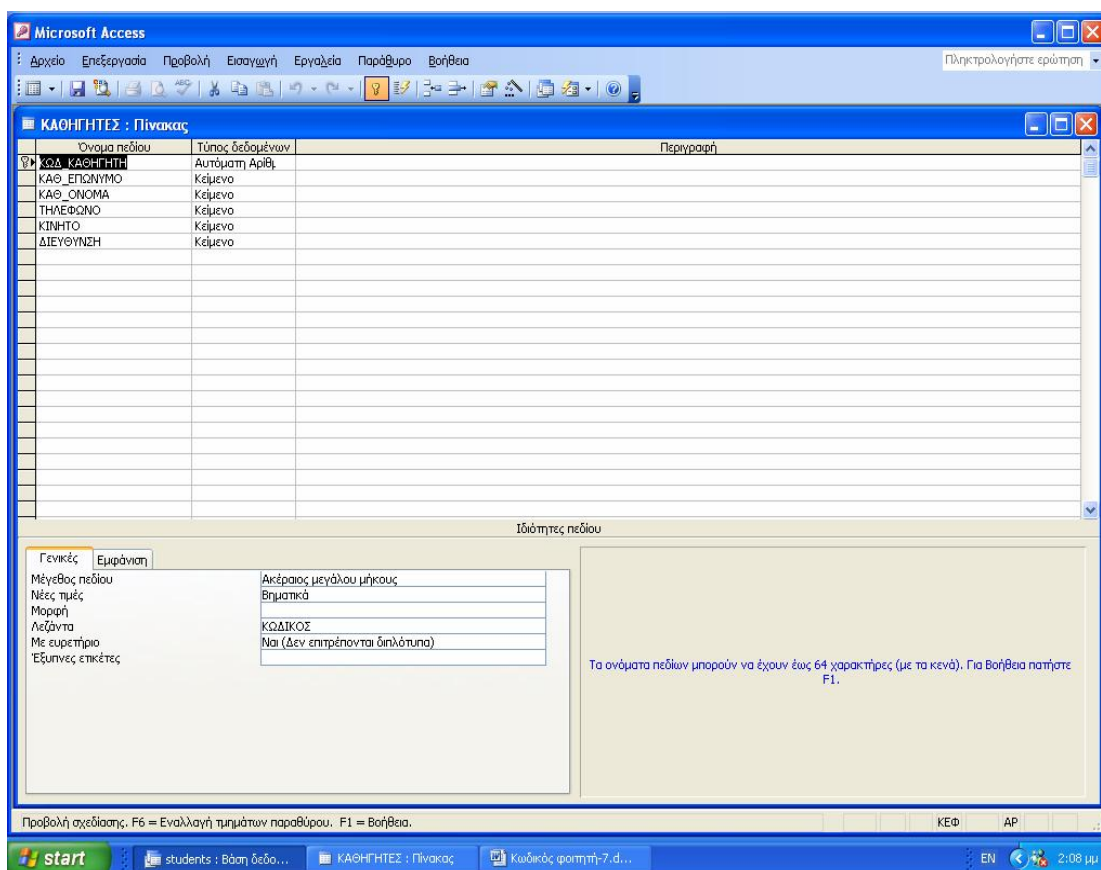 Microsoft Access
Αρχείο Επεξεργασία Προβολή Εισαγωγή Εργαλεία Παράθυρο Βοήθεια Πληκτρολογήστε ερώτηση
ΚΑΘΗΓΗΤΕΣ : Πίνακας
Όνομα πεδίου Τύπος δεδομένων Περιγραφή
ΚΩΔ_ΚΑΘΗΓΗΤΗ Αυτόματη Αρίθμ
ΚΑΘ_ΕΠΩΝΥΜΟ Κείμενο
ΚΑΘ_ΟΝΟΜΑ Κείμενο
ΤΗΛΕΦΩΝΟ Κείμενο
ΚΙΝΗΤΟ Κείμενο
ΔΙΕΥΘΥΝΣΗ Κείμενο
Ιδιότητες πεδίου
Γενικές Εμφάνιση
Μέγεθος πεδίου Ακέραιος μεγάλου μήκους
Νέες τιμές Βηματικά
Μορφή
Λεζάντα ΚΩΔΙΚΟΣ
Με ευρετήριο Ναι (Δεν επιτρέπονται διπλότυπα)
Έξυπνες ετικέτες
Τα ονόματα πεδίων μπορούν να έχουν έως 64 χαρακτήρες (με τα κενά). Για Βοήθεια πατήστε
F1.
Προβολή σχεδίασης. F6 = Εναλλαγή τμημάτων παραθύρου. F1 = Βοήθεια. ΚΕΦ ΑΡ
start students : Βάση δεδο... ΚΑΘΗΓΗΤΕΣ : Πίνακας Κωδικός φοιτητή-7.d... EN 2:08 μμ